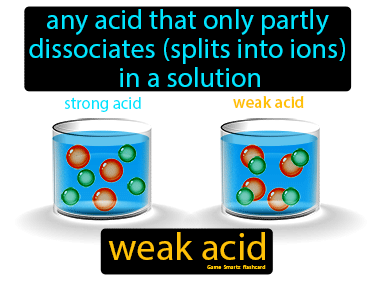 any acid that only partly
dissociates (splits into ions)
in a solution
strong acid
weak acid
weak acid
Game Smartz Flashcard